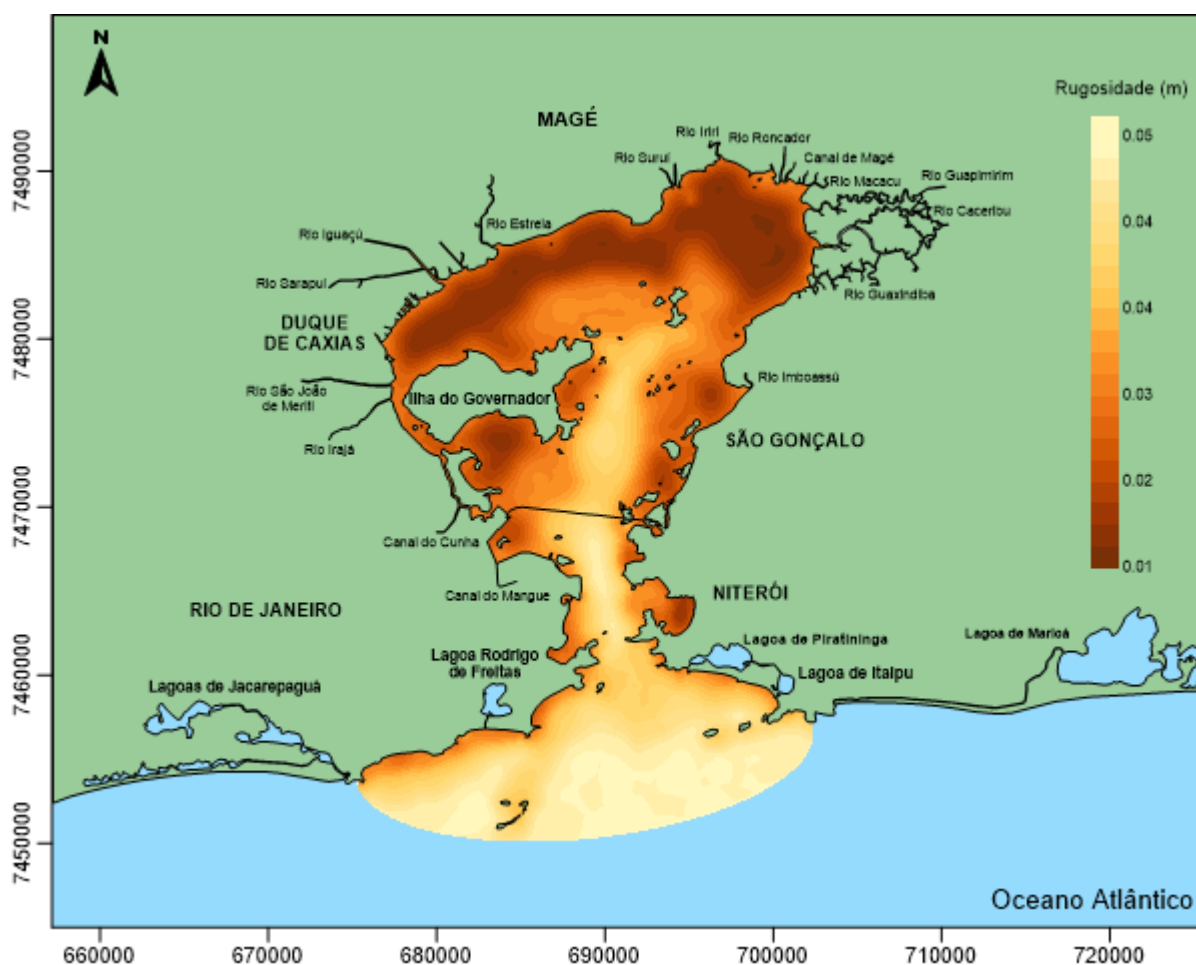 N
Rugosidade (m)
0.05
0.04
0.04
0.03
0.02
0.01
MAGÉ
Rio Iriri
Rio Roncador
Rio Suruí
Canal de Magé
Rio Macacu
Rio Guapimirim
Rio Caceribu
Rio Guaxindiba
Rio Estrela
Rio Iguaçú
Rio Sarapuí
DUQUE
DE CAXIAS
Rio São João
de Meriti
Ilha do Governador
Rio Imboassú
Rio Irajá
SÃO GONÇALO
Canal do Cunha
Canal do Mangue
RIO DE JANEIRO
NITERÓI
Lagoa Rodrigo
de Freitas
Lagoa de Piratininga
Lagoa de Itaipu
Lagoa de Maricá
Lagoas de Jacarepaguá
Oceano Atlântico
7490000
7480000
7470000
7460000
7450000
660000
670000
680000
690000
700000
710000
720000